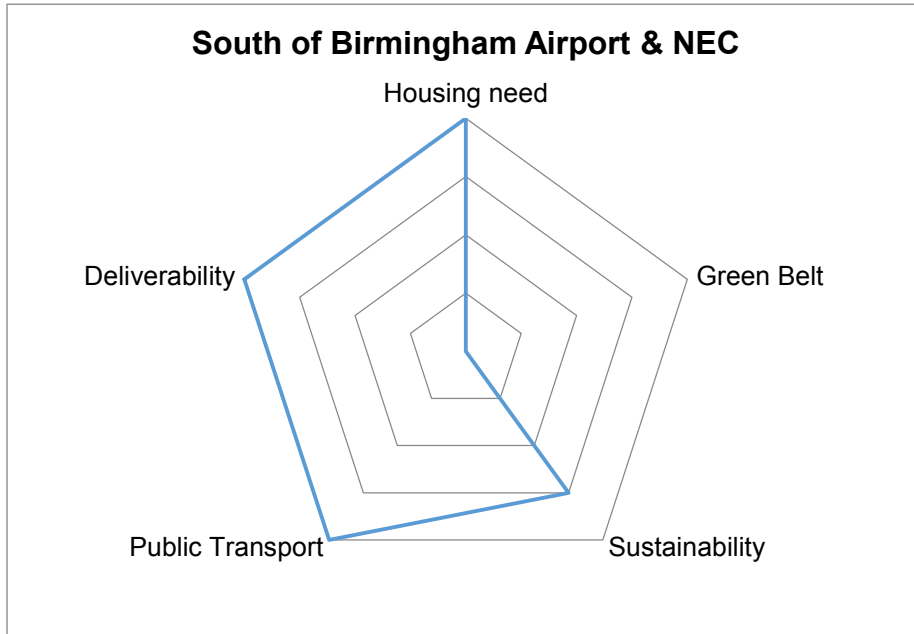 South of Birmingham Airport & NEC
Housing need
Deliverability
Green Belt
Public Transport
Sustainability